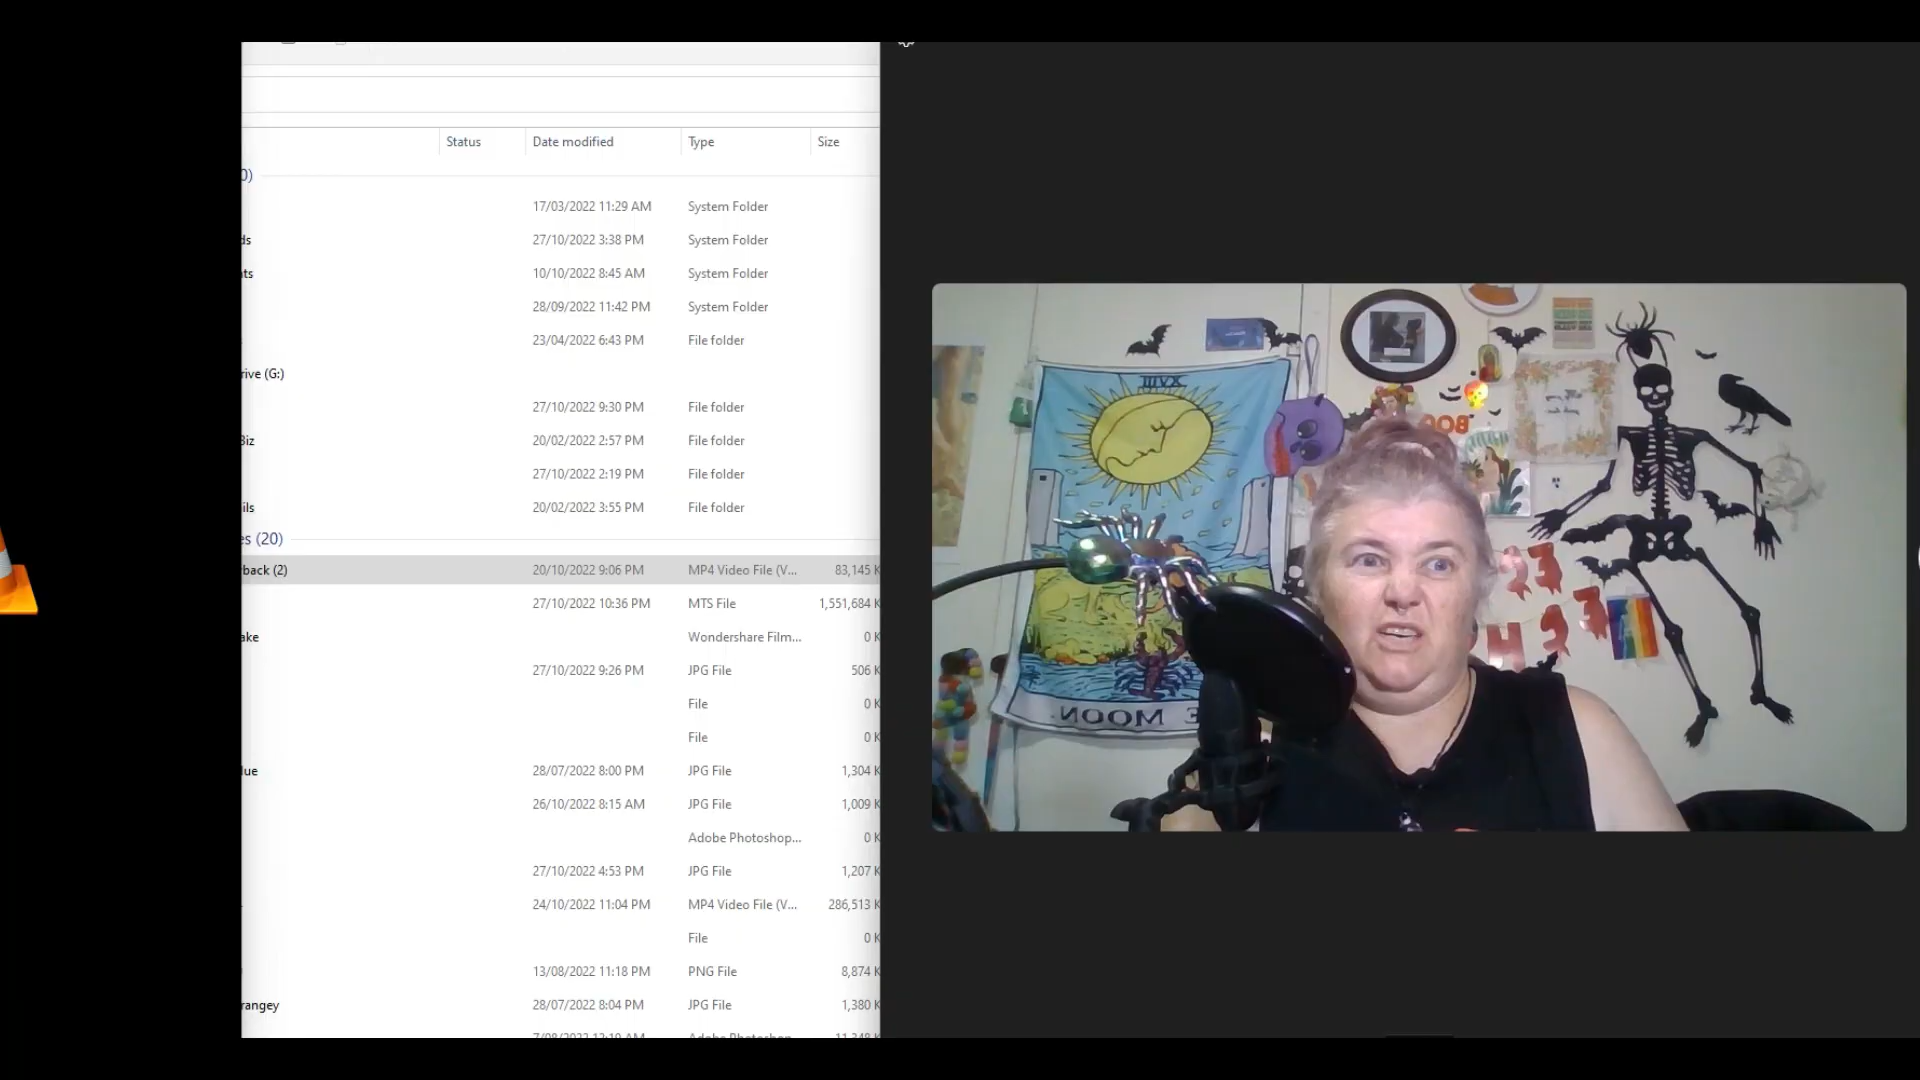 Status Date modified Type Size
0)
17/03/2022 11:29 AM System Folder
ds 27/10/2022 3:38 PM System Folder
nts 10/10/2022 8:45 AM System Folder
28/09/2022 11:42 PM System Folder
23/04/2022 6:43 PM File folder
rive (G:)
27/10/2022 9:30 PM File folder
Biz 20/02/2022 2:57 PM File folder
27/10/2022 2:19 PM File folder
ils 20/02/2022 3:55 PM File folder
es (20)
back (2) 20/10/2022 9:06 PM MP4 Video File (V... 83,145 K
27/10/2022 10:36 PM MTS File 1,551,684 K
ake Wondershare Film... 0 K
27/10/2022 9:26 PM JPG File 506 K
File 0 K
File 0 K
lue 28/07/2022 8:00 PM JPG File 1,304 K
26/10/2022 8:15 AM JPG File 1,009 K
Adobe Photoshop... 0 K
27/10/2022 4:53 PM JPG File 1,207 K
24/10/2022 11:04 PM MP4 Video File (V... 286,513 K
File 0 K
13/08/2022 11:18 PM PNG File 8,874 K
rangey 28/07/2022 8:04 PM JPG File 1,380 K
XVIII
BOO
E MOON.